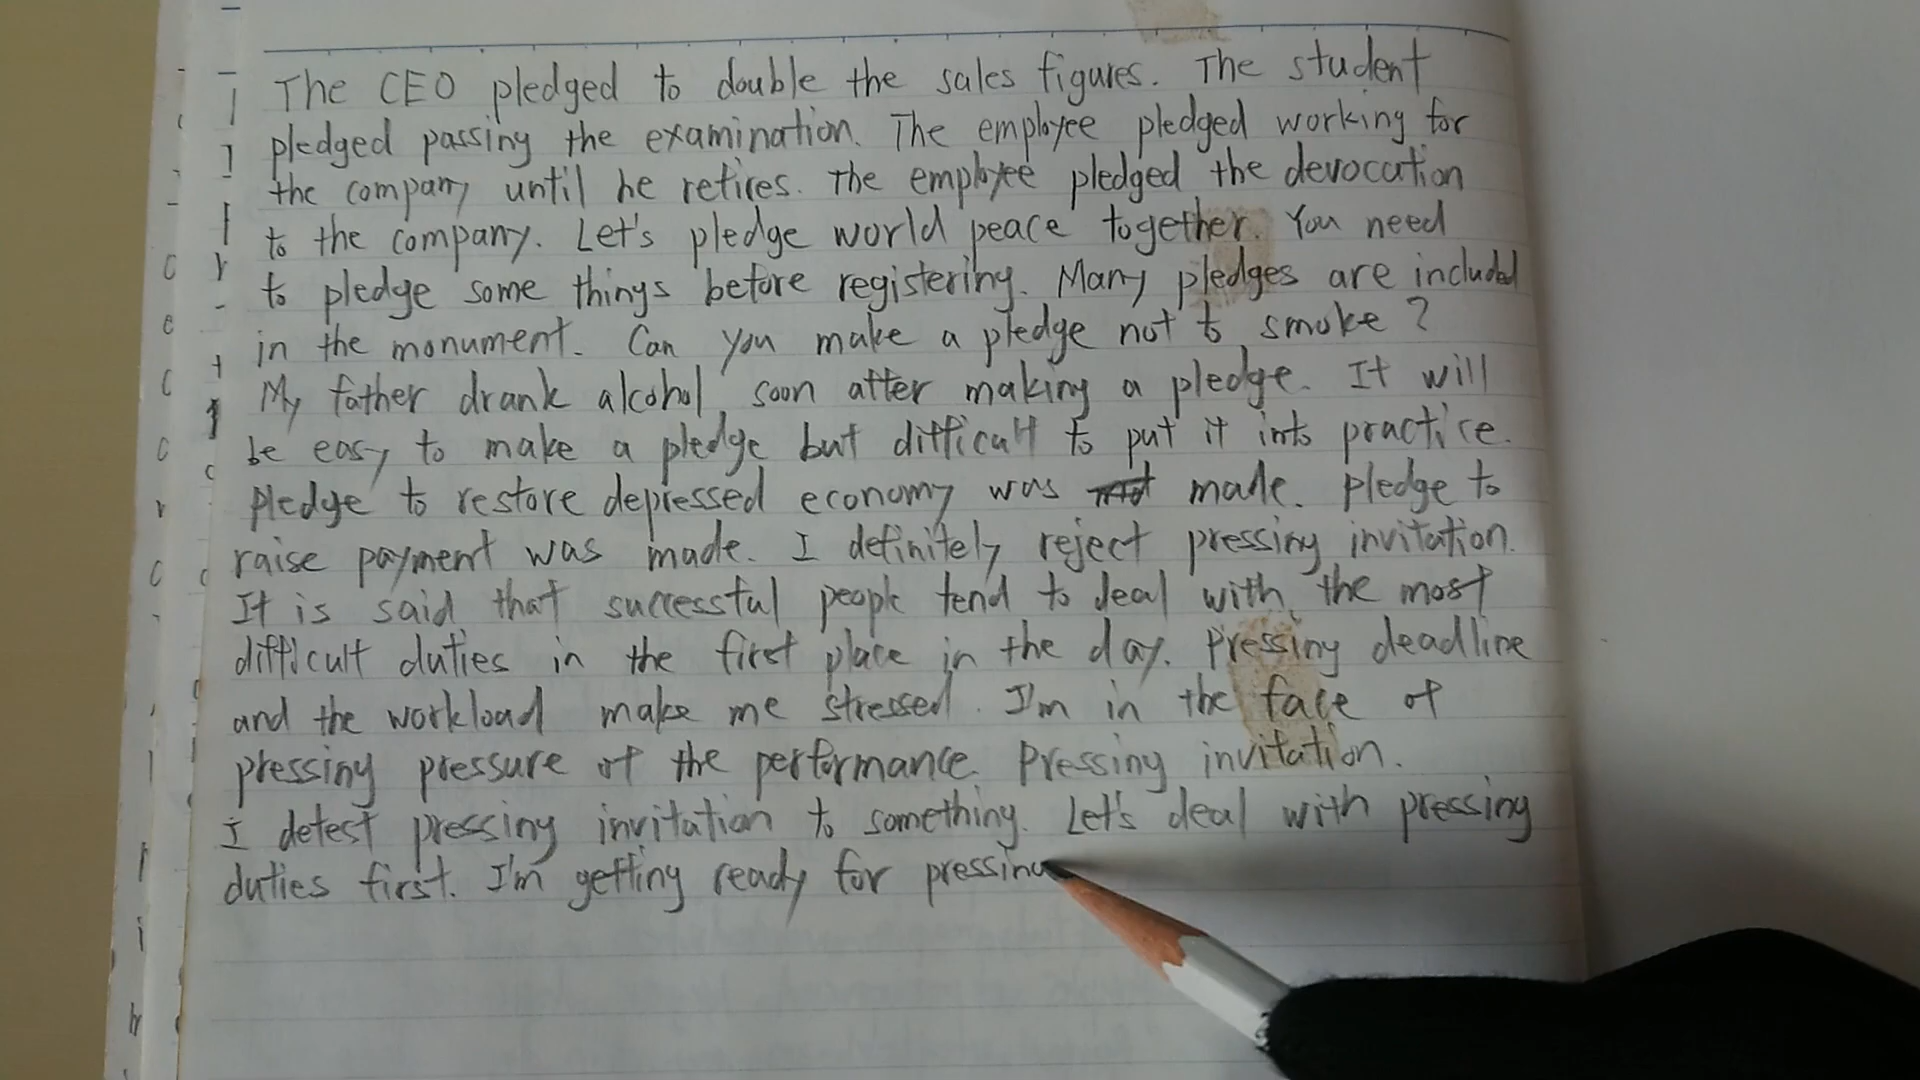 The CEO pledged to double the sales figures. The student
pledged passing the examination. The employee pledged working for
the company until he retires. The employee pledged the devocation
to the company. Let's pledge world peace together. You need
to pledge some things before registering. Many pledges are included
in the monument. Can you make a pledge not to smoke?
My father drank alcohol soon after making a pledge. It will
be easy to make a pledge but difficult to put it into practice.
Pledge to restore depressed economy was made. Pledge to
raise payment was made. I definitely reject pressing invitation.
It is said that successful people tend to deal with the most
difficult duties in the first place in the day. Pressing deadline
and the workload make me stressed. I'm in the face of
pressing pressure of the performance. Pressing invitation.
I detest pressing invitation to something. Let's deal with pressing
duties first. I'm getting ready for pressing